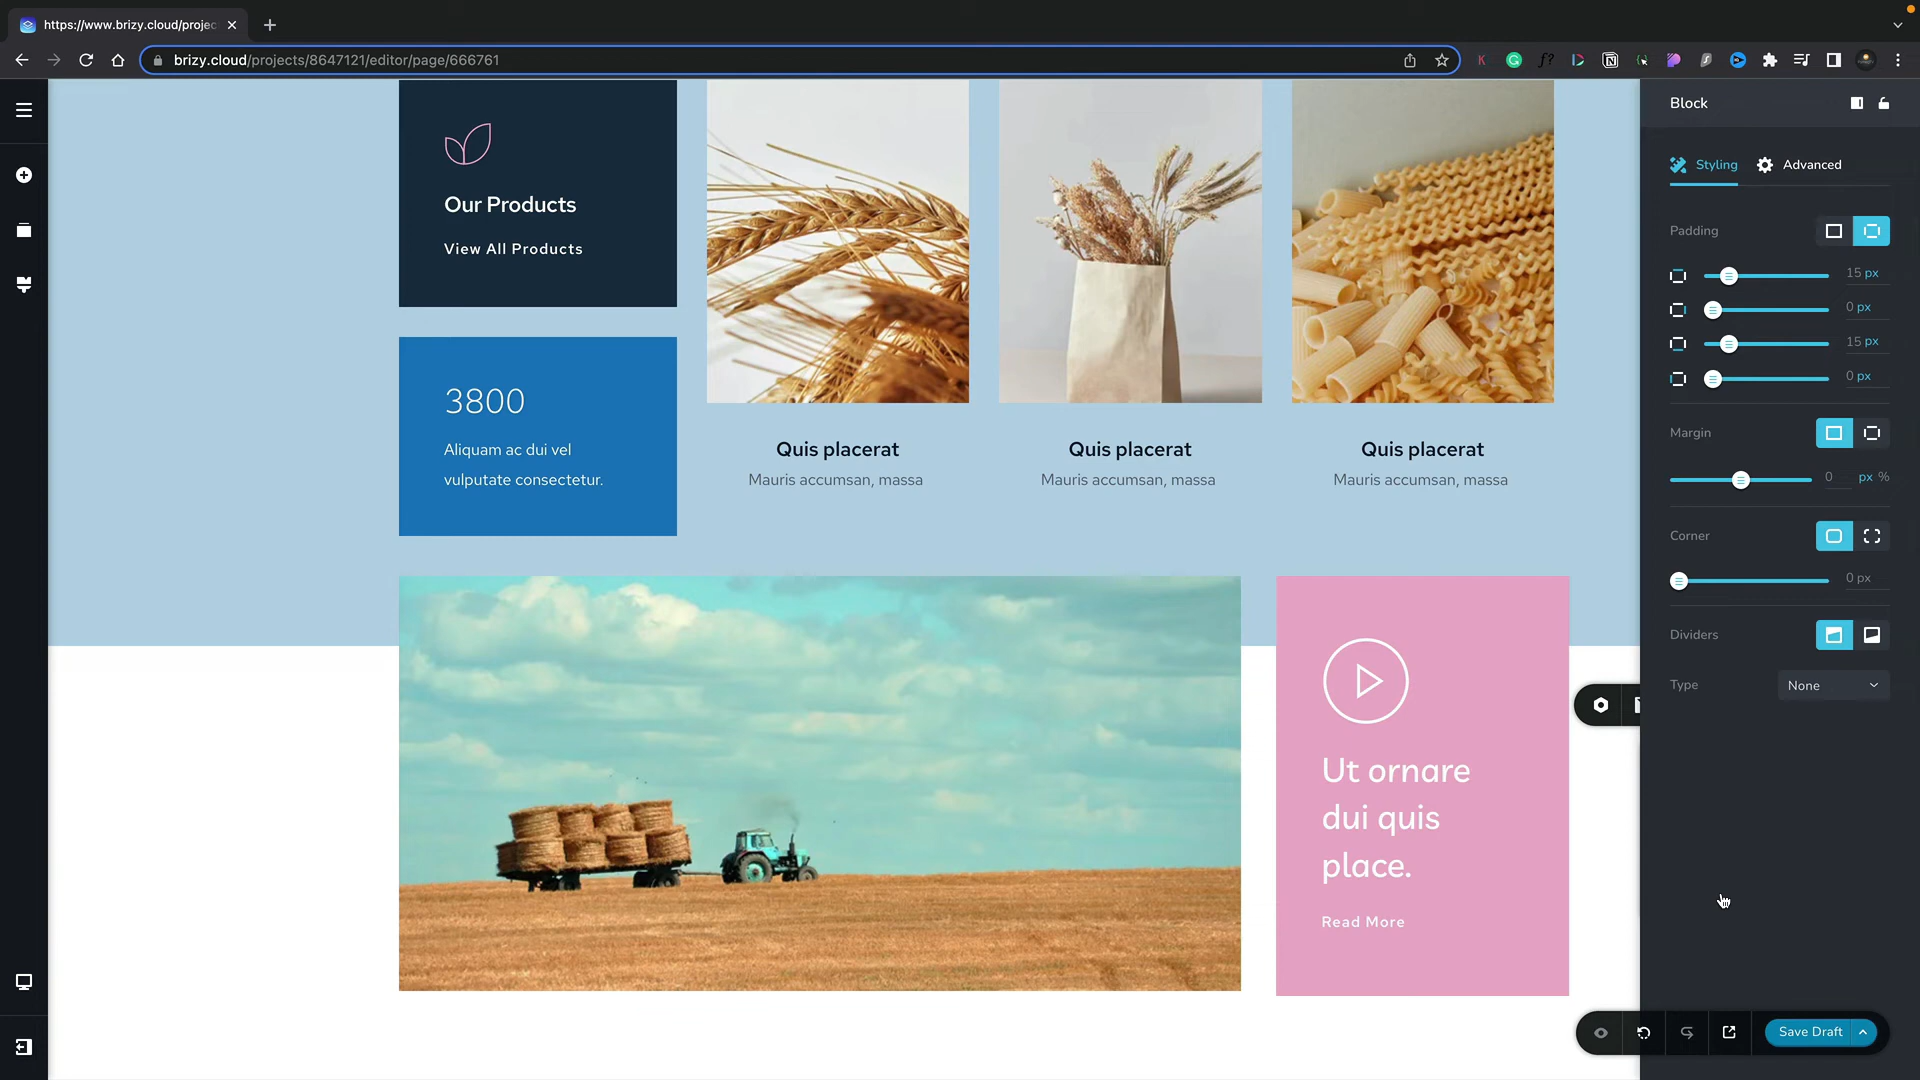 https://www.brizy.cloud/projec
brizy.cloud/projects/8647121/editor/page/666761
Block
Styling
Advanced
Padding
15 px
0 px
15 px
0 px
Margin
0 px %
Corner
0 px
Dividers
Type
None
Our Products
View All Products
3800
Aliquam ac dui vel
vulputate consectetur.
Quis placerat
Mauris accumsan, massa
Quis placerat
Mauris accumsan, massa
Quis placerat
Mauris accumsan, massa
Ut ornare
dui quis
place.
Read More
Save Draft